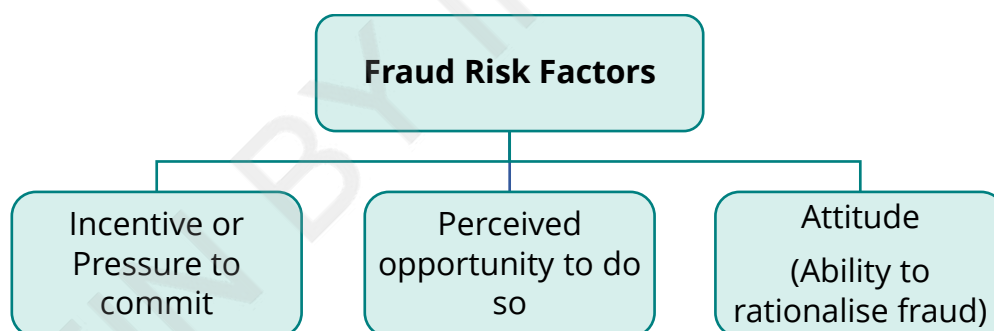 Fraud Risk Factors
Incentive or
Pressure to
commit
Perceived
opportunity to do
so
Attitude
(Ability to
rationalise fraud)